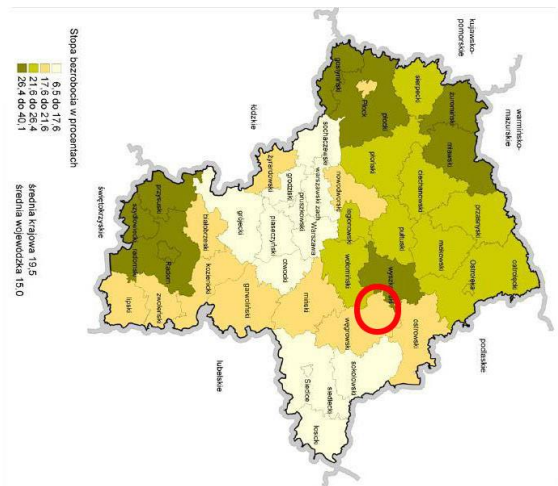 podlaskie
warmińsko-
mazurskie
kujawsko-
pomorskie
ostrołęcki
przasnyski
Ostrołęka
żuromiński
mławski
ciechanowski
makowski
sierpecki
ostrowski
płoński
pułtuski
płocki
Płock
wyszkowski
gostyniński
nowodworski
legionowski
wołomiński
węgrowski
sokołowski
sochaczewski
warszawski zach.
Warszawa
miński
siedlecki
Siedlce
łosicki
pruszkowski
grodziski
otwocki
żyrardowski
piaseczyński
garwoliński
grójecki
kozienicki
białobrzeski
łódzkie
lubelskie
przysuski
Radom
radomski
zwoleński
szydłowiecki
lipski
świętokrzyskie
Stopa bezrobocia w procentach
6.5 do 17,6
17,6 do 21,6
21,6 do 26,4
26.4 do 40,1
średnia krajowa 19,5
średnia wojewódzka 15.0